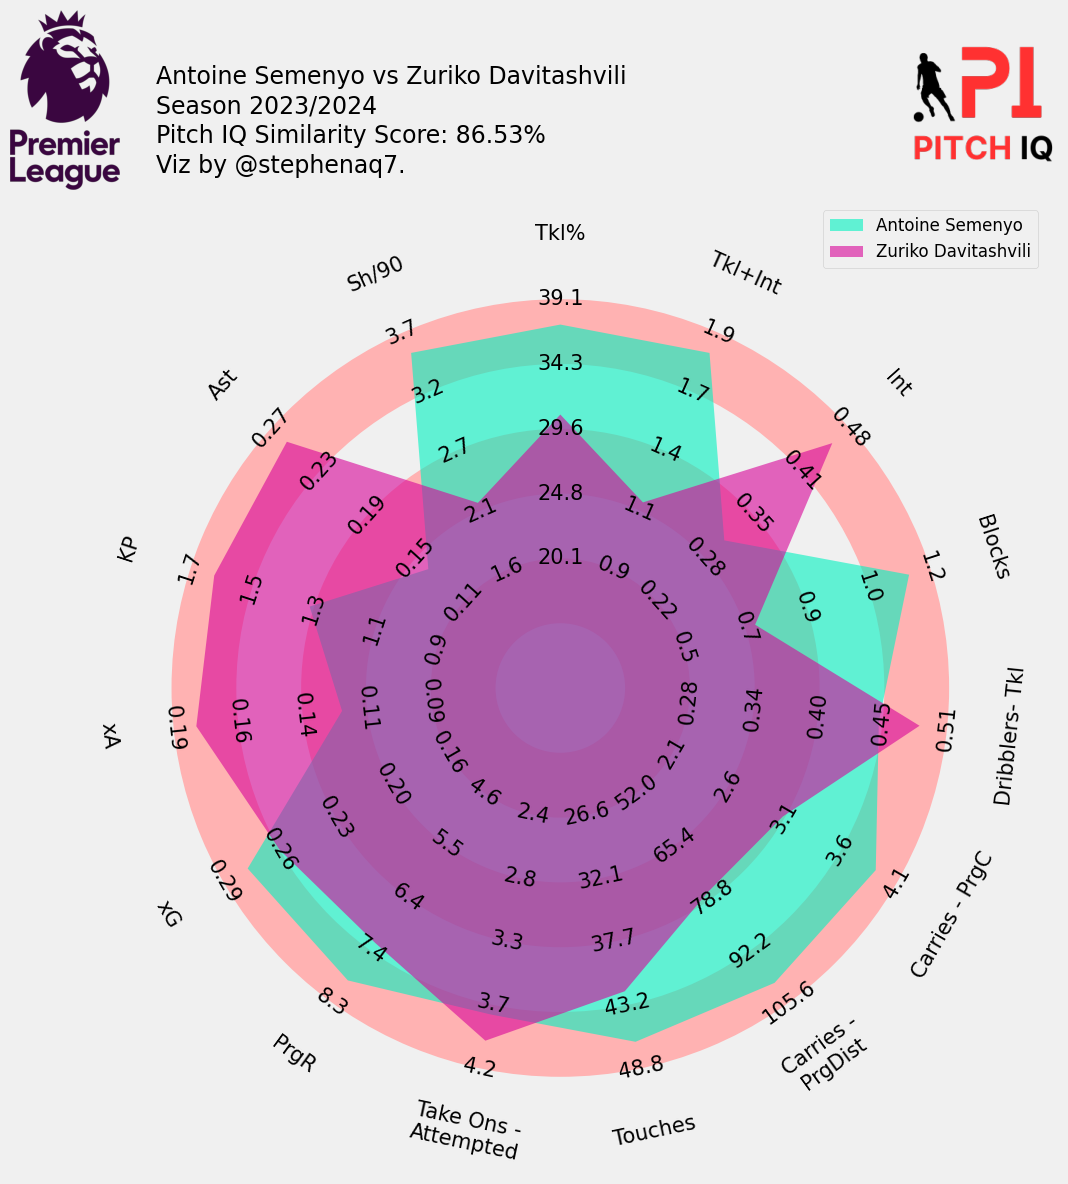 Premier
League
Antoine Semenyo vs Zuriko Davitashvili
Season 2023/2024
Pitch IQ Similarity Score: 86.53%
Viz by @stephenaq7.
PI
PITCH IQ
Antoine Semenyo
Zuriko Davitashvili
Tkl%
39.1
34.3
29.6
24.8
20.1
Tkl+Int
1.9
1.7
1.4
1.1
0.9
Int
0.48
0.41
0.35
0.28
0.22
Blocks
1.2
1.0
0.9
0.7
0.5
Dribblers- Tkl
0.51
0.45
0.40
0.34
0.28
Carries - PrgC
4.1
3.6
3.1
2.6
2.1
Carries -
PrgDist
105.6
92.2
78.8
65.4
52.0
Touches
48.8
43.2
37.7
32.1
26.6
Take Ons -
Attempted
4.2
3.7
3.3
2.8
2.4
PrgR
8.3
7.4
6.4
5.5
4.6
xG
0.29
0.26
0.23
0.20
0.16
xA
0.19
0.16
0.14
0.11
0.09
KP
1.7
1.5
1.3
1.1
0.9
Ast
0.27
0.23
0.19
0.15
0.11
Sh/90
3.7
3.2
2.7
2.1
1.6